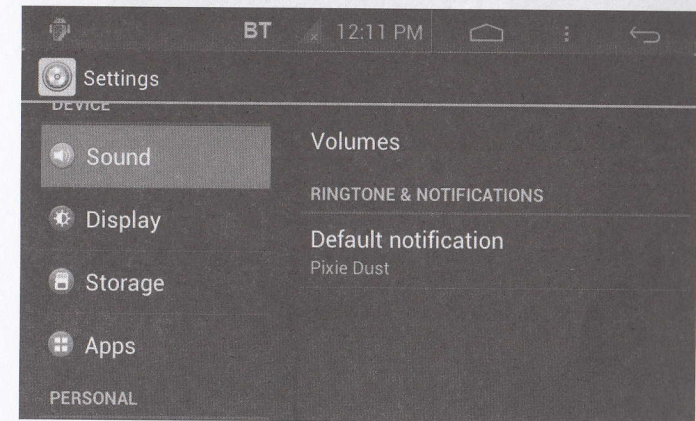 BT 12:11 PM
Settings
DEVICE
Sound
Display
Storage
Apps
PERSONAL
Volumes
RINGTONE & NOTIFICATIONS
Default notification
Pixie Dust